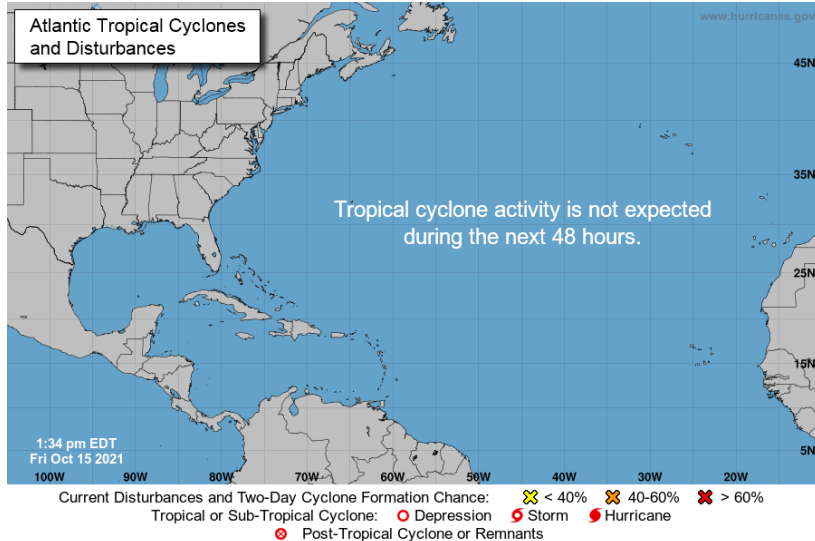 Atlantic Tropical Cyclones
and Disturbances
www.hurricanes.gov
45N
35N
Tropical cyclone activity is not expected
during the next 48 hours.
25N
15N
1:34 pm EDT
Fri Oct 15 2021
5N
100W 90W 80W 70W 60W 50W 40W 30W 20W
Current Disturbances and Two-Day Cyclone Formation Chance: < 40% 40-60% > 60%
Tropical or Sub-Tropical Cyclone: Depression Storm Hurricane
Post-Tropical Cyclone or Remnants